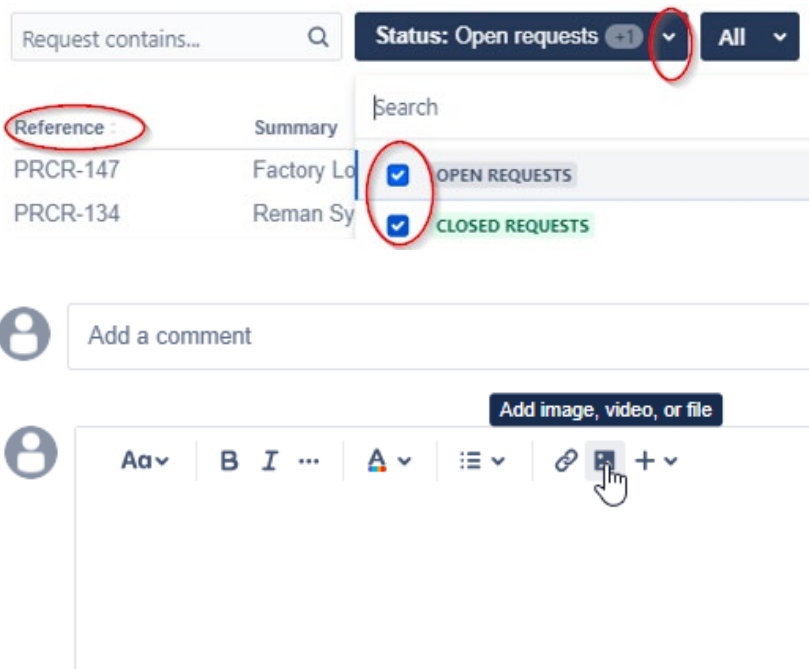 Request contains...
Status: Open requests +1
All
Search
Reference
Summary
PRCR-147
Factory Lo
OPEN REQUESTS
PRCR-134
Reman Sy
CLOSED REQUESTS
Add a comment
Add image, video, or file
Aa
B I ... A